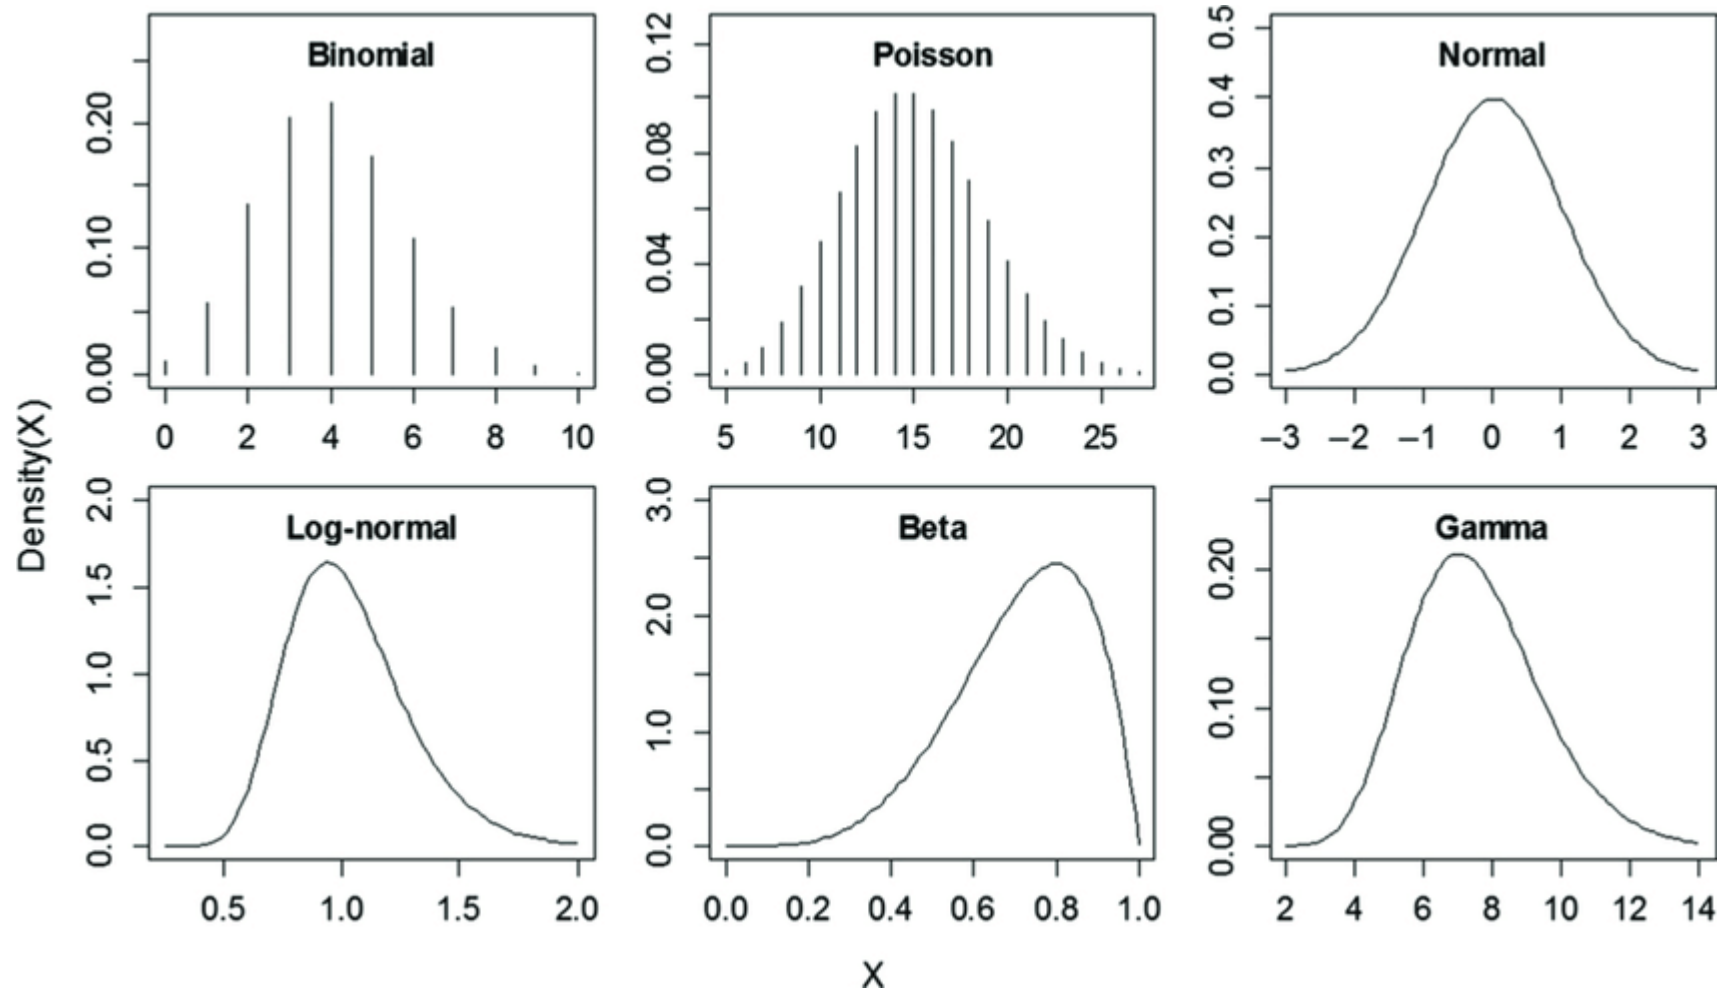 Density(X)
Binomial
0.00 0.10 0.20
0 2 4 6 8 10
Poisson
0.00 0.04 0.08 0.12
5 10 15 20 25
Normal
0.0 0.1 0.2 0.3 0.4 0.5
–3 –2 –1 0 1 2 3
Log-normal
0.0 0.5 1.0 1.5 2.0
0.5 1.0 1.5 2.0
Beta
0.0 1.0 2.0 3.0
0.0 0.2 0.4 0.6 0.8 1.0
Gamma
0.00 0.10 0.20
2 4 6 8 10 12 14
X